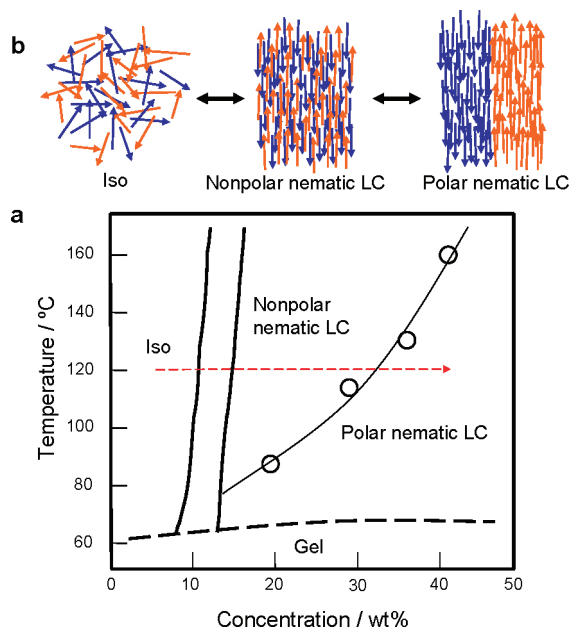 b
Iso
Nonpolar nematic LC
Polar nematic LC
a
Temperature / ºC
160
140
120
100
80
60
Iso
Nonpolar
nematic LC
Polar nematic LC
Gel
0
10
20
30
40
50
Concentration / wt%